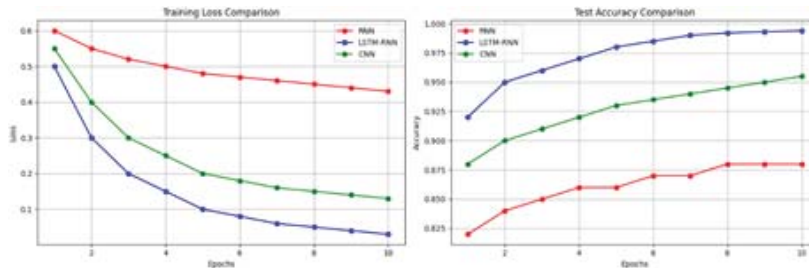 Training Loss Comparison
0.6
0.5
0.4
0.3
0.2
0.1
Loss
2
4
6
8
10
Epochs
RNN
LSTM-RNN
CNN
Test Accuracy Comparison
1.000
0.975
0.950
0.925
0.900
0.875
0.850
0.825
Accuracy
2
4
6
8
10
Epochs
RNN
LSTM-RNN
CNN